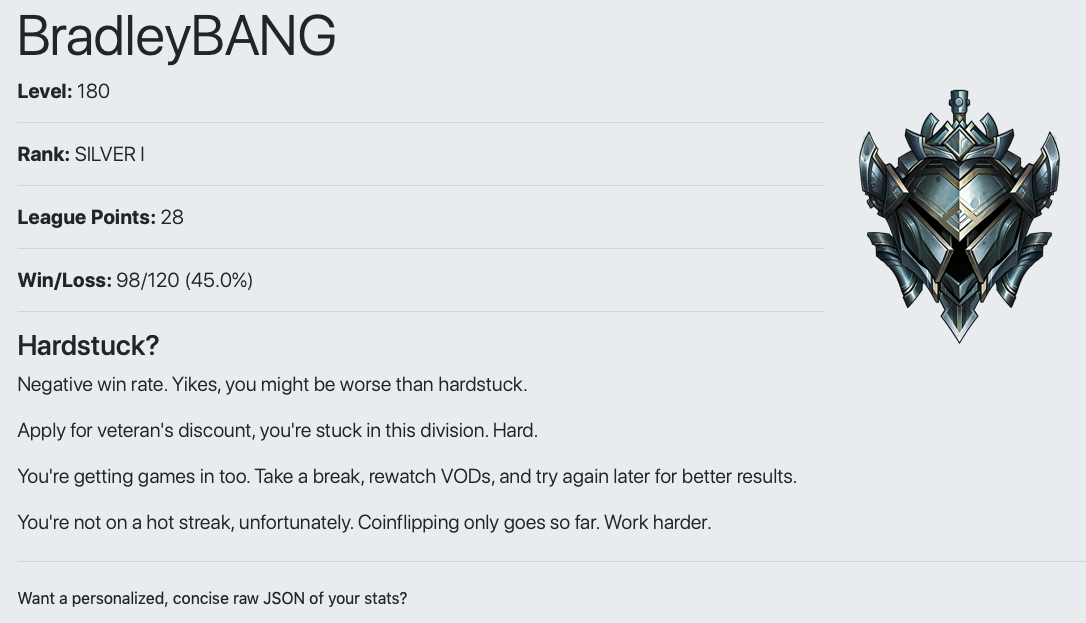 BradleyBANG
Level: 180
Rank: SILVER I
League Points: 28
Win/Loss: 98/120 (45.0%)
Hardstuck?
Negative win rate. Yikes, you might be worse than hardstuck.
Apply for veteran's discount, you're stuck in this division. Hard.
You're getting games in too. Take a break, rewatch VODs, and try again later for better results.
You're not on a hot streak, unfortunately. Coinflipping only goes so far. Work harder.
Want a personalized, concise raw JSON of your stats?